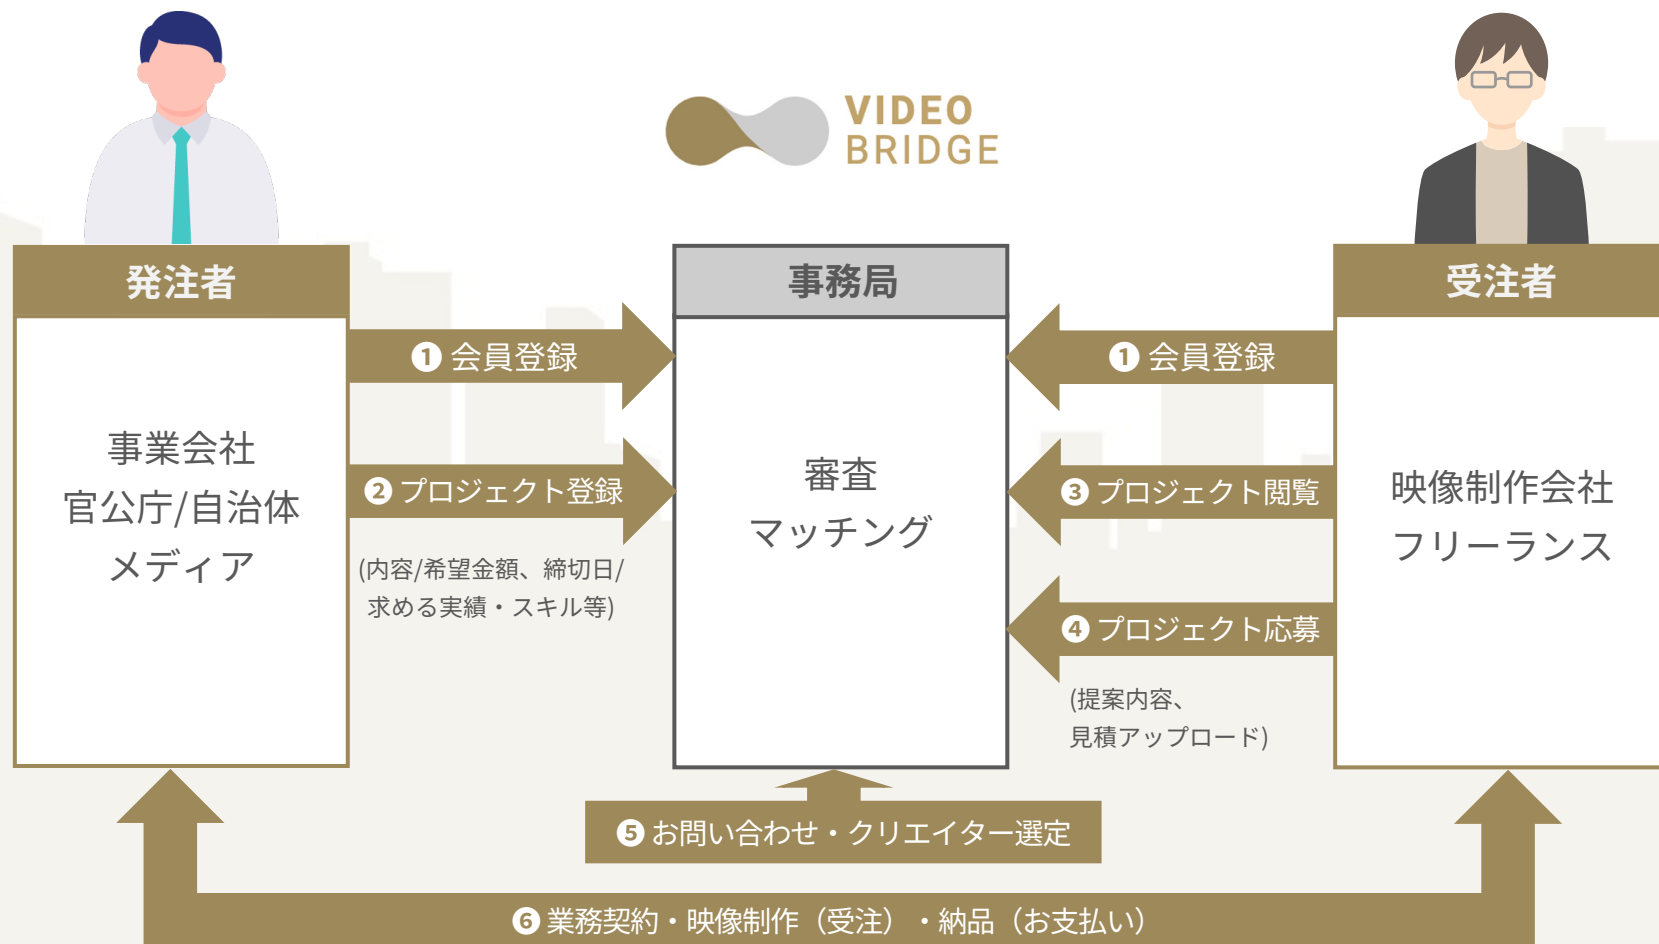 VIDEO
BRIDGE
発注者
事業会社
官公庁/自治体
メディア
❶ 会員登録
❷ プロジェクト登録
(内容/希望金額、締切日/
求める実績・スキル等)
事務局
審査
マッチング
❶ 会員登録
❸ プロジェクト閲覧
❹ プロジェクト応募
(提案内容、
見積アップロード)
受注者
映像制作会社
フリーランス
❺ お問い合わせ・クリエイター選定
❻ 業務契約・映像制作（受注）・納品（お支払い）